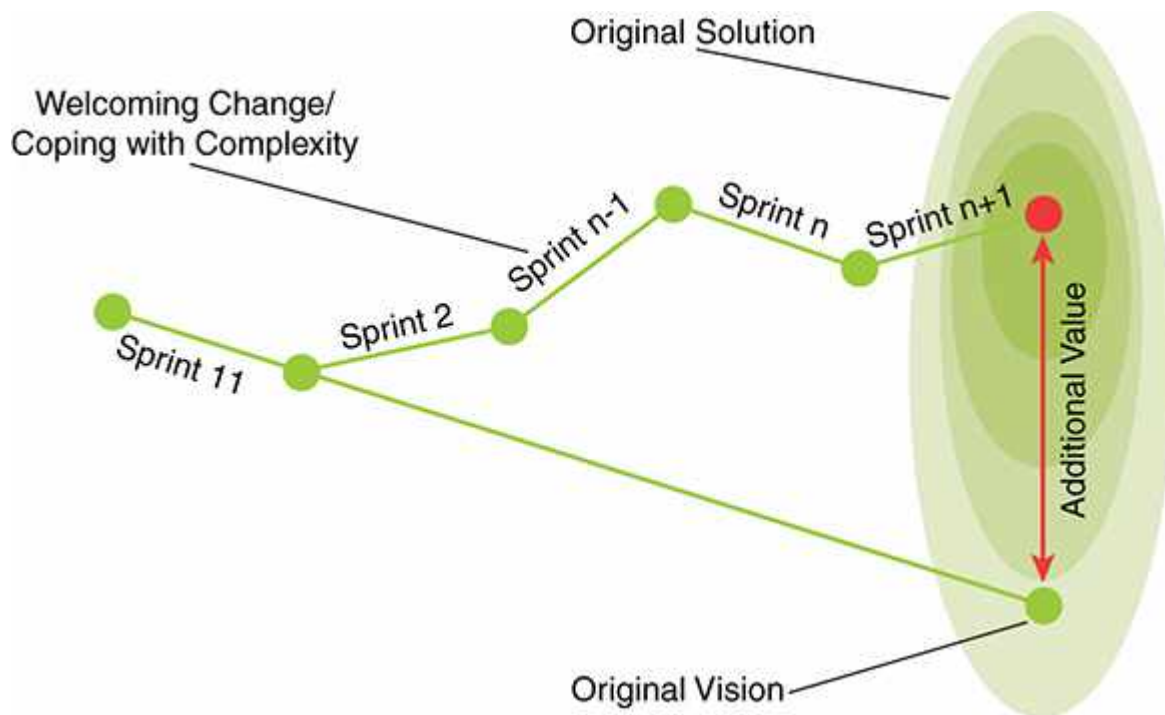 Original Solution
Welcoming Change/
Coping with Complexity
Sprint 11
Sprint 2
Sprint n-1
Sprint n
Sprint n+1
Additional Value
Original Vision